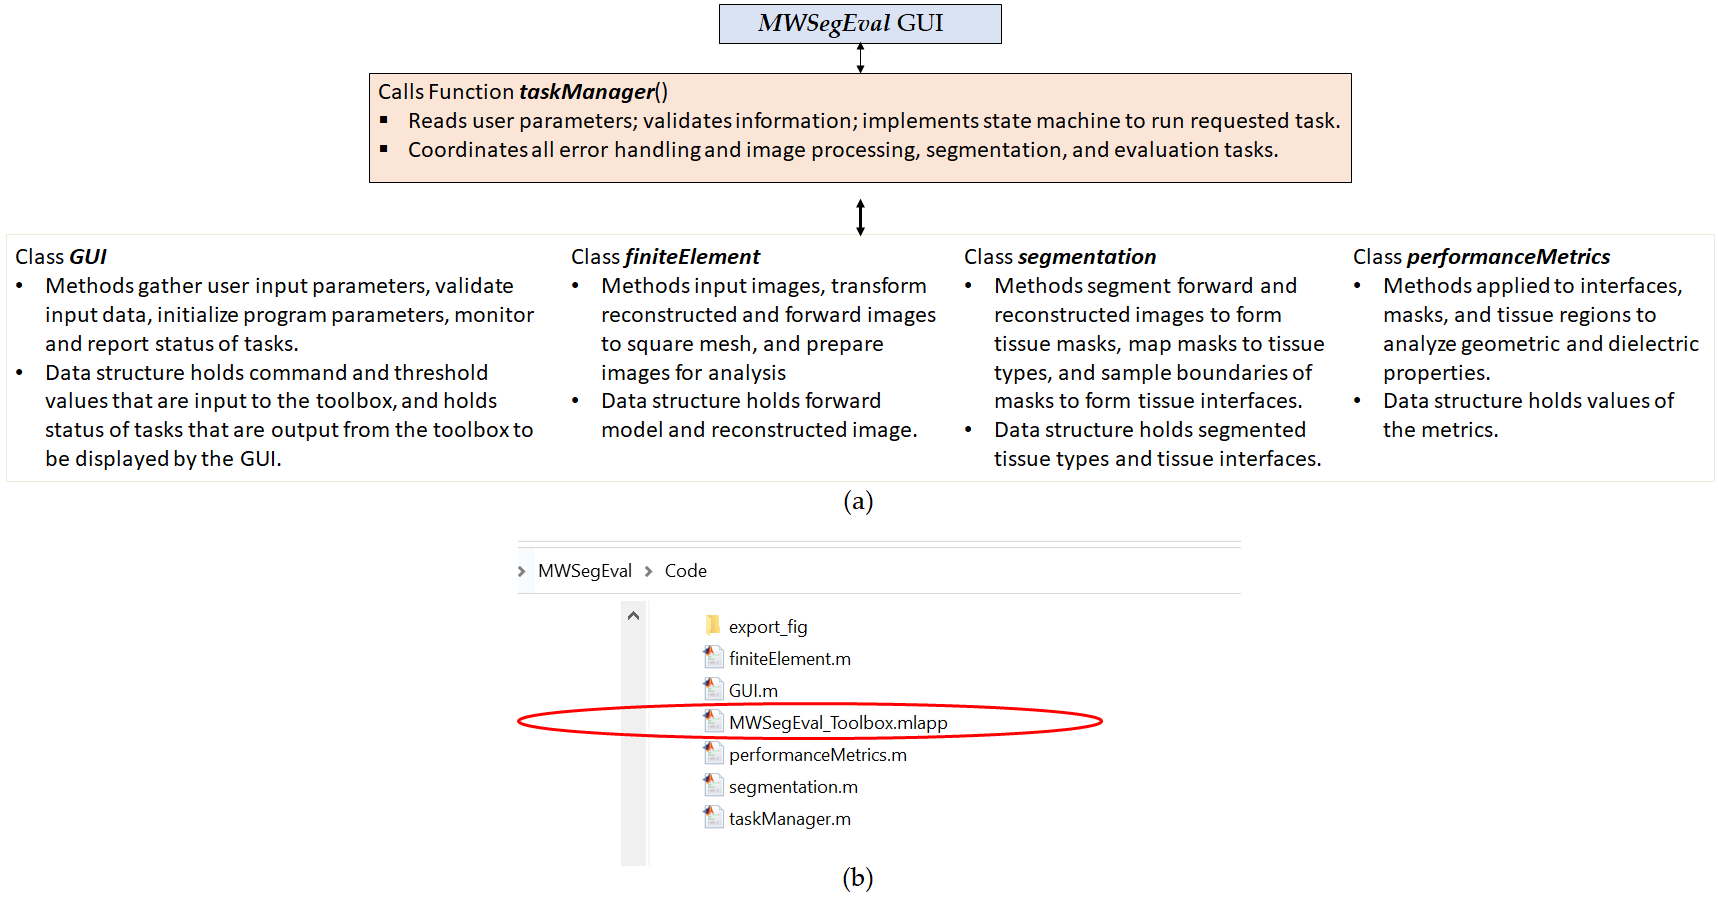 MWSegEval GUI
Calls Function taskManager()
▪ Reads user parameters; validates information; implements state machine to run requested task.
▪ Coordinates all error handling and image processing, segmentation, and evaluation tasks.
Class GUI
• Methods gather user input parameters, validate
input data, initialize program parameters, monitor
and report status of tasks.
• Data structure holds command and threshold
values that are input to the toolbox, and holds
status of tasks that are output from the toolbox to
be displayed by the GUI.
Class finiteElement
• Methods input images, transform
reconstructed and forward images
to square mesh, and prepare
images for analysis
• Data structure holds forward
model and reconstructed image.
Class segmentation
• Methods segment forward and
reconstructed images to form
tissue masks, map masks to tissue
types, and sample boundaries of
masks to form tissue interfaces.
• Data structure holds segmented
tissue types and tissue interfaces.
Class performanceMetrics
• Methods applied to interfaces,
masks, and tissue regions to
analyze geometric and dielectric
properties.
• Data structure holds values of
the metrics.
(a)
> MWSegEval > Code
export_fig
finiteElement.m
GUI.m
MWSegEval_Toolbox.mlapp
performanceMetrics.m
segmentation.m
taskManager.m
(b)